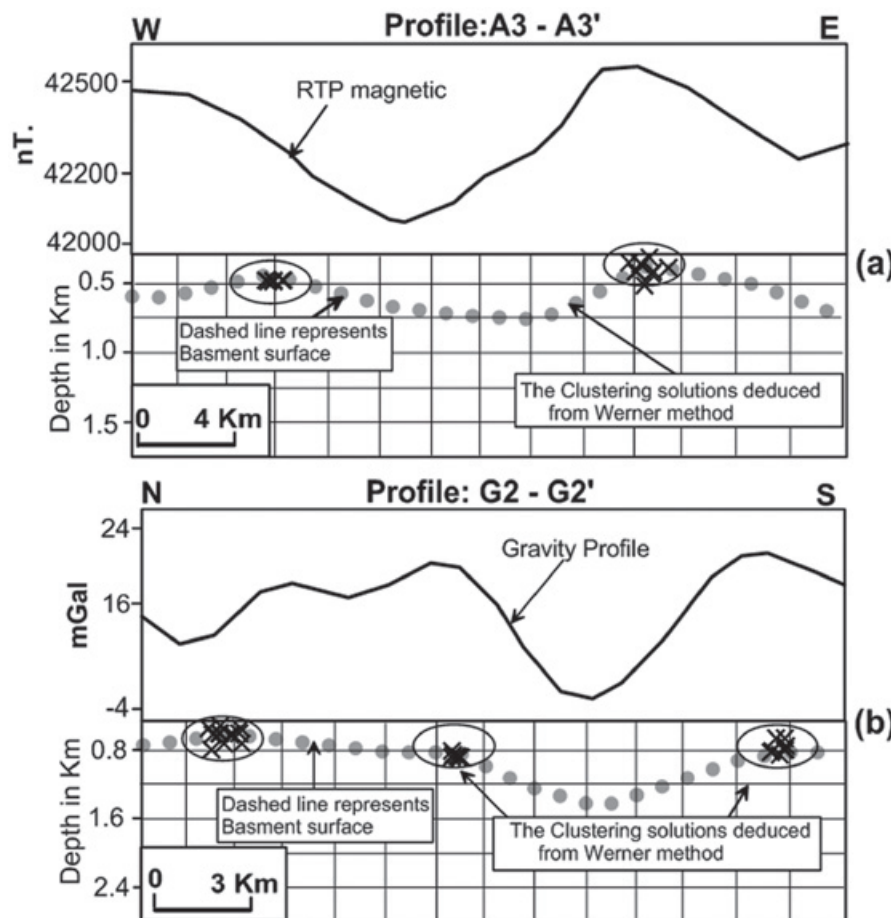 Profile:A3 - A3'
W
E
42500
42200
42000
nT.
RTP magnetic
(a)
0.5
1.0
1.5
Depth in Km
Dashed line represents
Basment surface
The Clustering solutions deduced
from Werner method
0 4 Km
Profile: G2 - G2'
N
S
24
16
-4
mGal
Gravity Profile
(b)
0.8
1.6
2.4
Depth in Km
Dashed line represents
Basment surface
The Clustering solutions deduced
from Werner method
0 3 Km